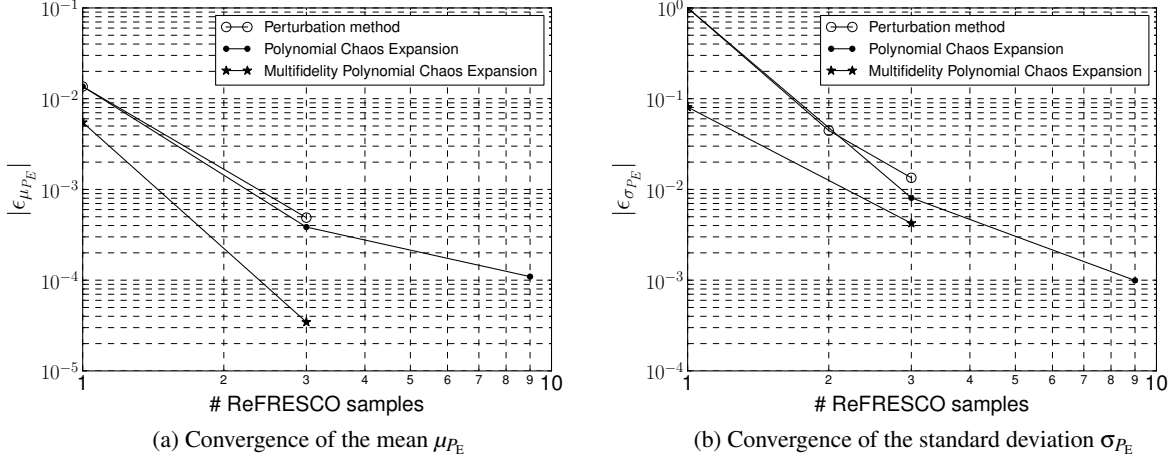 Perturbation method
Polynomial Chaos Expansion
Multifidelity Polynomial Chaos Expansion
10⁻¹
10⁻²
10⁻³
10⁻⁴
10⁻⁵
|ϵ_{μ_{P_E}}|
1 2 3 4 5 6 7 8 9 10
# ReFRESCO samples
(a) Convergence of the mean μ_{P_E}
Perturbation method
Polynomial Chaos Expansion
Multifidelity Polynomial Chaos Expansion
10⁰
10⁻¹
10⁻²
10⁻³
10⁻⁴
|ϵ_{σ_{P_E}}|
1 2 3 4 5 6 7 8 9 10
# ReFRESCO samples
(b) Convergence of the standard deviation σ_{P_E}